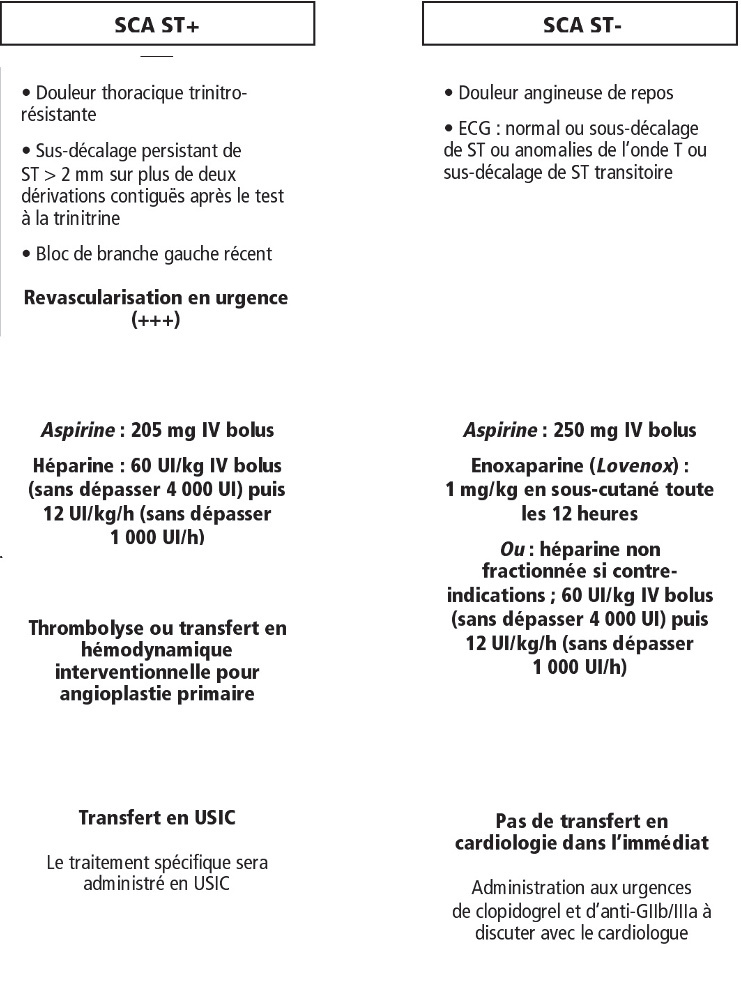 SCA ST+
• Douleur thoracique trinitro-
résistante
• Sus-décalage persistant de
ST > 2 mm sur plus de deux
dérivations contiguës après le test
à la trinitrine
• Bloc de branche gauche récent
Revascularisation en urgence
(+++)
Aspirine : 205 mg IV bolus
Héparine : 60 UI/kg IV bolus
(sans dépasser 4 000 UI) puis
12 UI/kg/h (sans dépasser
1 000 UI/h)
Thrombolyse ou transfert en
hémodynamique
interventionnelle pour
angioplastie primaire
Transfert en USIC
Le traitement spécifique sera
administré en USIC
SCA ST-
• Douleur angineuse de repos
• ECG : normal ou sous-décalage
de ST ou anomalies de l'onde T ou
sus-décalage de ST transitoire
Aspirine : 250 mg IV bolus
Enoxaparine (Lovenox) :
1 mg/kg en sous-cutané toute
les 12 heures
Ou : héparine non
fractionnée si contre-
indications ; 60 UI/kg IV bolus
(sans dépasser 4 000 UI) puis
12 UI/kg/h (sans dépasser
1 000 UI/h)
Pas de transfert en
cardiologie dans l'immédiat
Administration aux urgences
de clopidogrel et d'anti-GIIb/IIIa à
discuter avec le cardiologue